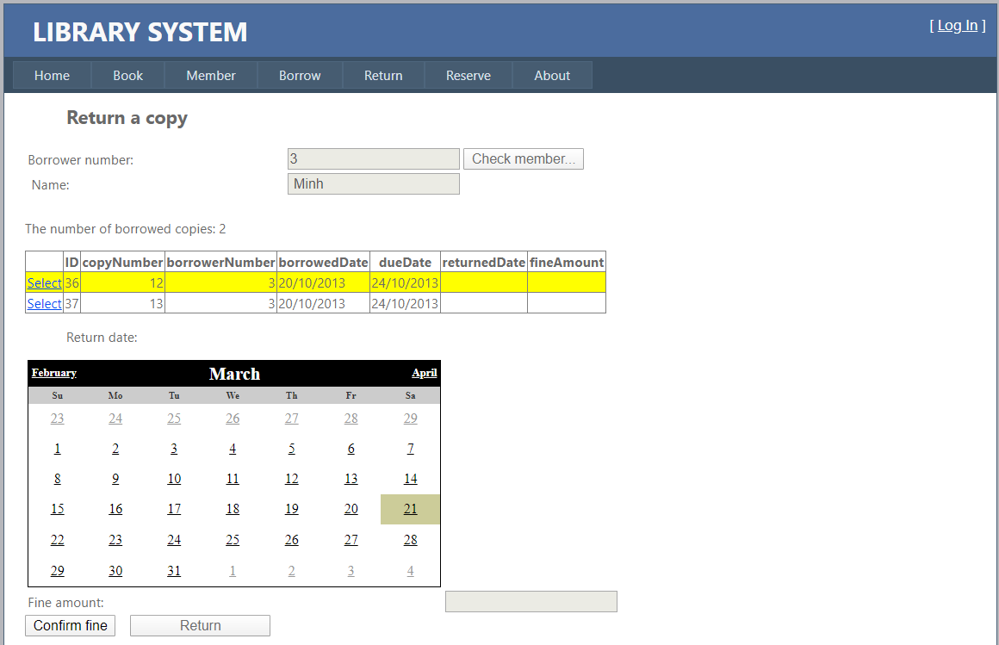 LIBRARY SYSTEM
[ Log In ]
Home Book Member Borrow Return Reserve About
Return a copy
Borrower number: 3 Check member...
Name: Minh
The number of borrowed copies: 2
ID copyNumber borrowerNumber borrowedDate dueDate returnedDate fineAmount
Select 36 12 3 20/10/2013 24/10/2013
Select 37 13 3 20/10/2013 24/10/2013
Return date:
February March April
Su Mo Tu We Th Fr Sa
23 24 25 26 27 28 29
1 2 3 4 5 6 7
8 9 10 11 12 13 14
15 16 17 18 19 20 21
22 23 24 25 26 27 28
29 30 31 1 2 3 4
Fine amount:
Confirm fine Return